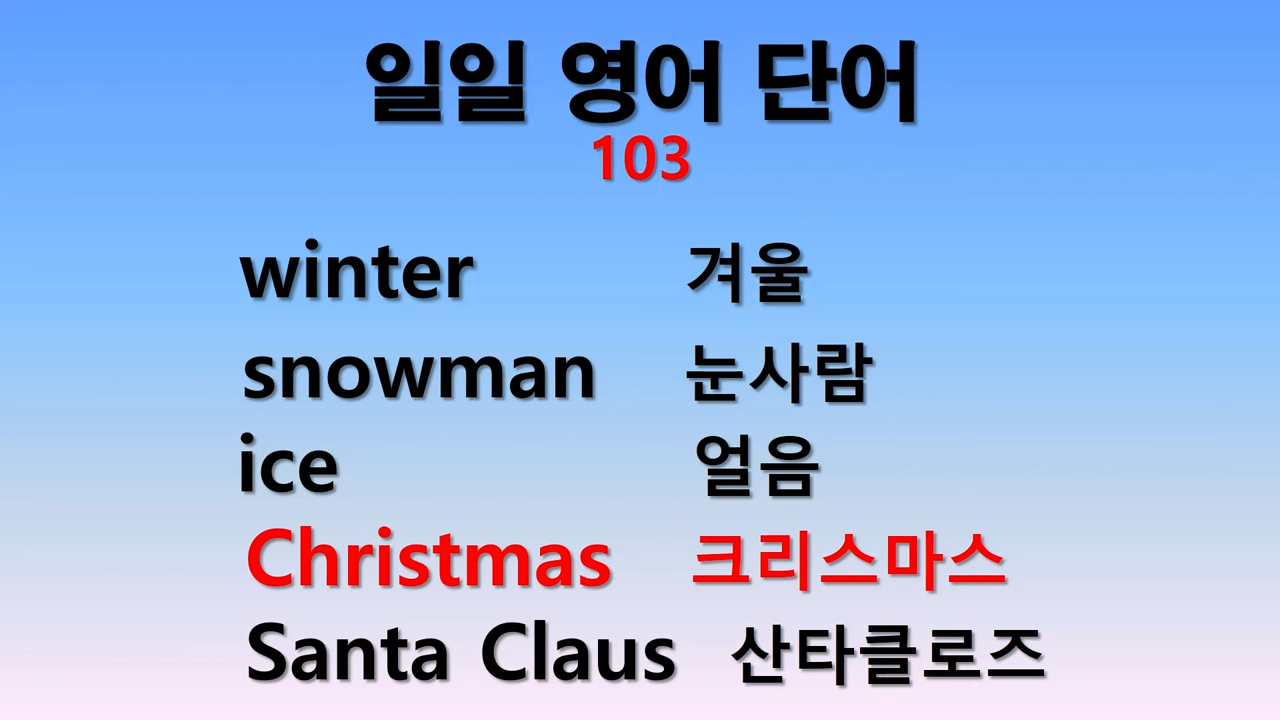 일일 영어 단어
103
winter 겨울
snowman 눈사람
ice 얼음
Christmas 크리스마스
Santa Claus 산타클로즈